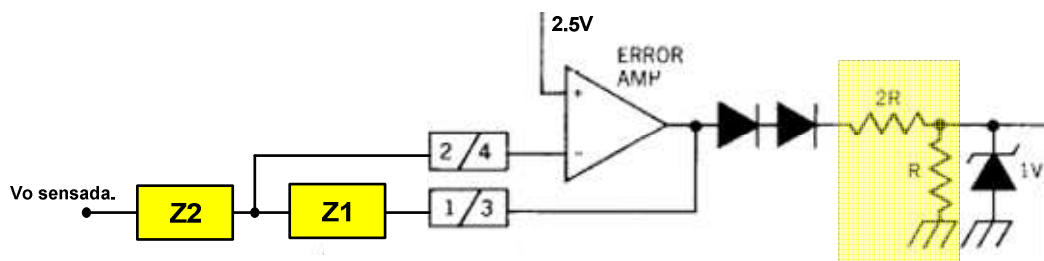 2.5V
ERROR
AMP
+
2R
2/4
-
R
1V
Vo sensada.
Z2
Z1
1/3